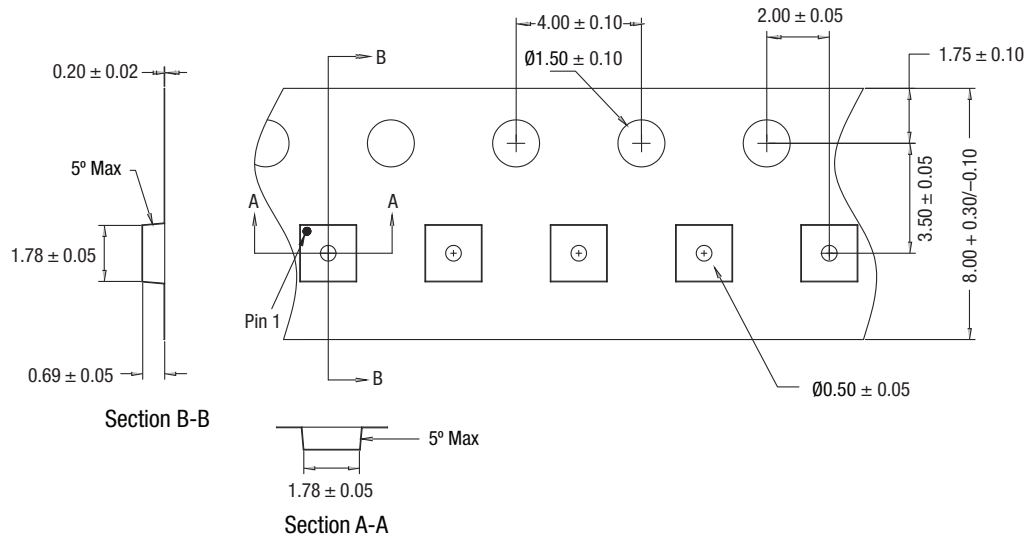 4.00 ± 0.10
2.00 ± 0.05
B
0.20 ± 0.02
Ø1.50 ± 0.10
1.75 ± 0.10
5º Max
A
A
3.50 ± 0.05
8.00 + 0.30/–0.10
1.78 ± 0.05
Pin 1
B
0.69 ± 0.05
Ø0.50 ± 0.05
Section B-B
5º Max
1.78 ± 0.05
Section A-A